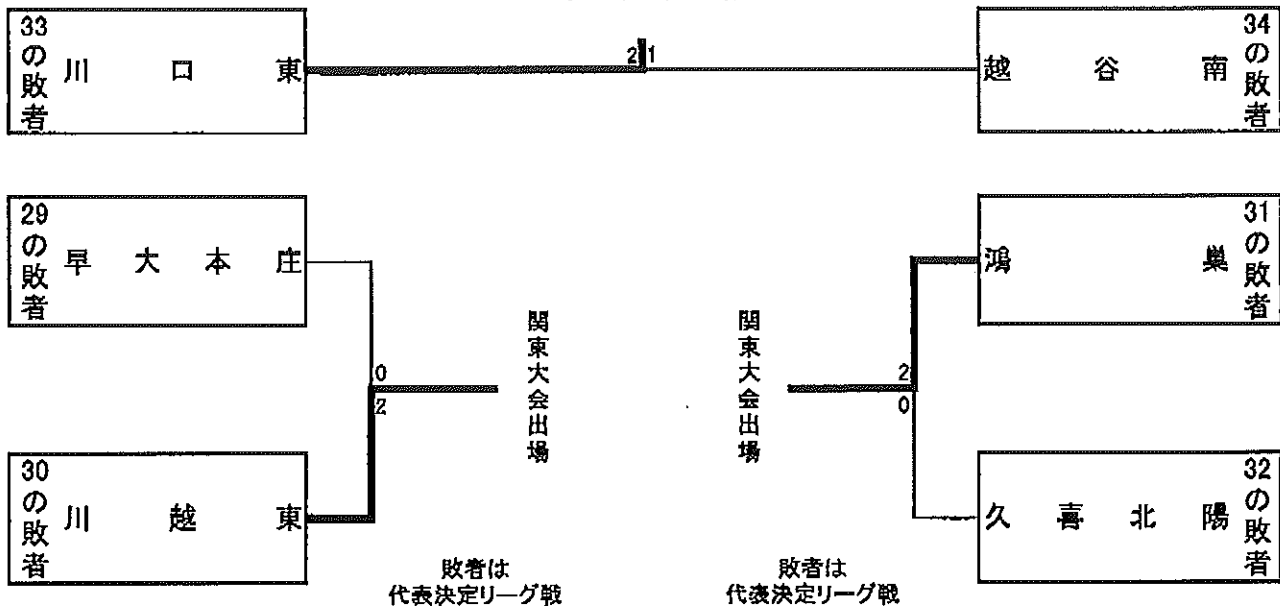 33の敗者
川口東
2 1
越谷南
34の敗者
29の敗者
早大本庄
鴻巣
31の敗者
関東大会出場
関東大会出場
0
2
2
0
30の敗者
川越東
久喜北陽
32の敗者
敗者は
代表決定リーグ戦
敗者は
代表決定リーグ戦